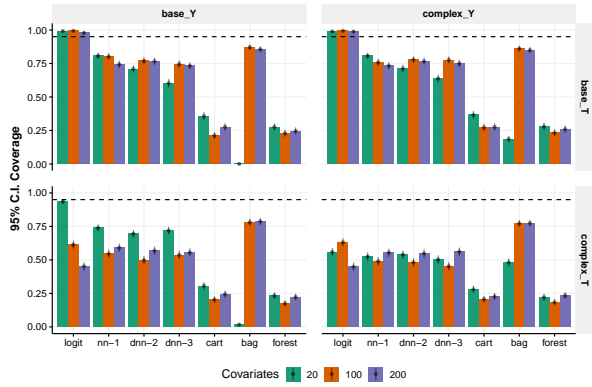 base_Y
complex_Y
95% C.I. Coverage
1.00
0.75
0.50
0.25
0.00
base_T
1.00
0.75
0.50
0.25
0.00
complex_T
logit nn−1 dnn−2 dnn−3 cart bag forest
logit nn−1 dnn−2 dnn−3 cart bag forest
Covariates 20 100 200